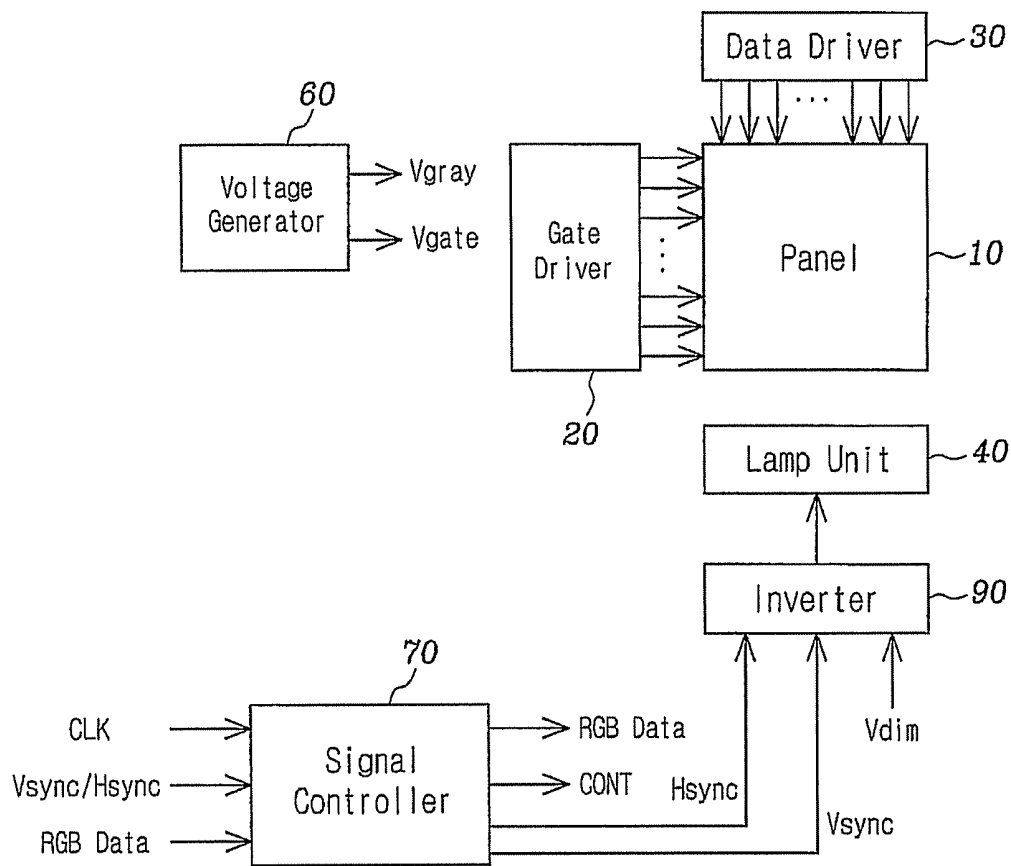 Data Driver
30
60
Voltage
Generator
Vgray
Vgate
Gate
Driver
20
Panel
10
Lamp Unit
40
Inverter
90
70
CLK
Vsync/Hsync
RGB Data
Signal
Controller
RGB Data
CONT
Hsync
Vsync
Vdim